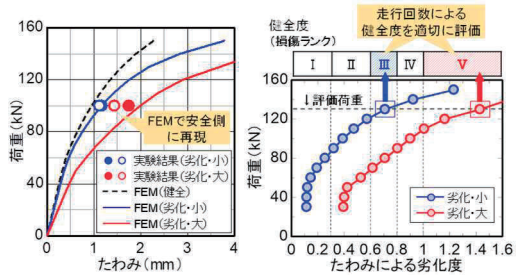 160
120
80
40
0
荷重(kN)
0
1
2
3
4
たわみ(mm)
FEMで安全側
に再現
実験結果(劣化・小)
実験結果(劣化・大)
FEM(健全)
FEM(劣化・小)
FEM(劣化・大)
走行回数による
健全度を適切に評価
健全度
(損傷ランク)
Ⅰ
Ⅱ
Ⅲ
Ⅳ
Ⅴ
↓評価荷重
160
120
80
40
0
荷重(kN)
0
0.2
0.4
0.6
0.8
1
1.2
1.4
1.6
たわみによる劣化度
劣化・小
劣化・大